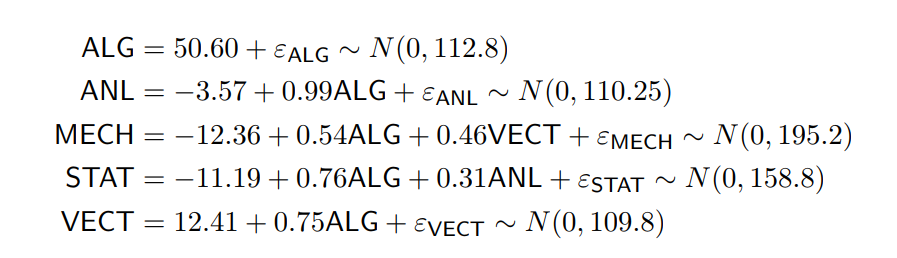 ALG = 50.60 + ε_ALG ∼ N(0, 112.8)
ANL = −3.57 + 0.99ALG + ε_ANL ∼ N(0, 110.25)
MECH = −12.36 + 0.54ALG + 0.46VECT + ε_MECH ∼ N(0, 195.2)
STAT = −11.19 + 0.76ALG + 0.31ANL + ε_STAT ∼ N(0, 158.8)
VECT = 12.41 + 0.75ALG + ε_VECT ∼ N(0, 109.8)